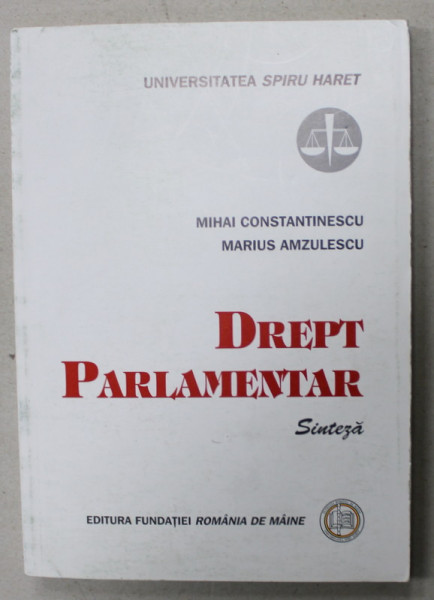 UNIVERSITATEA SPIRU HARET
MIHAI CONSTANTINESCU
MARIUS AMZULESCU
DREPT
PARLAMENTAR
Sinteză
EDITURA FUNDAȚIEI ROMÂNIA DE MÂINE